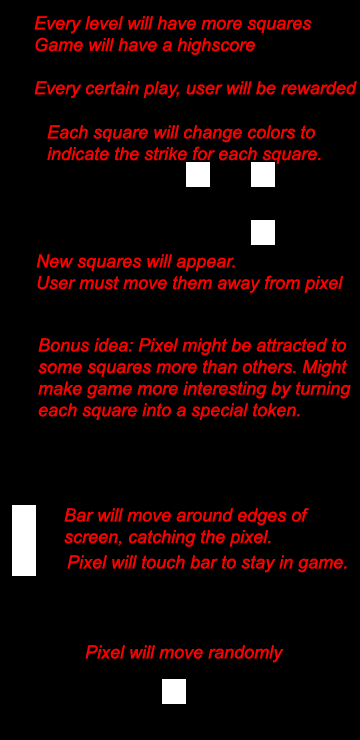 Every level will have more squares
Game will have a highscore
Every certain play, user will be rewarded
Each square will change colors to
indicate the strike for each square.
New squares will appear.
User must move them away from pixel
Bonus idea: Pixel might be attracted to
some squares more than others. Might
make game more interesting by turning
each square into a special token.
Bar will move around edges of
screen, catching the pixel.
Pixel will touch bar to stay in game.
Pixel will move randomly